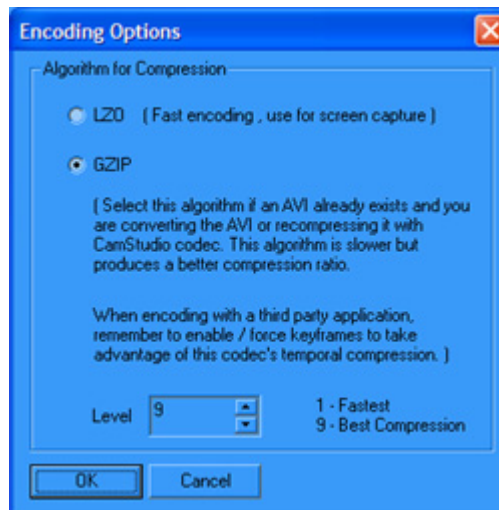 Encoding Options
Algorithm for Compression
LZO ( Fast encoding , use for screen capture )
GZIP
( Select this algorithm if an AVI already exists and you
are converting the AVI or recompressing it with
CamStudio codec. This algorithm is slower but
produces a better compression ratio.
When encoding with a third party application,
remember to enable / force keyframes to take
advantage of this codec's temporal compression. )
Level 9 1 - Fastest
9 - Best Compression
OK Cancel